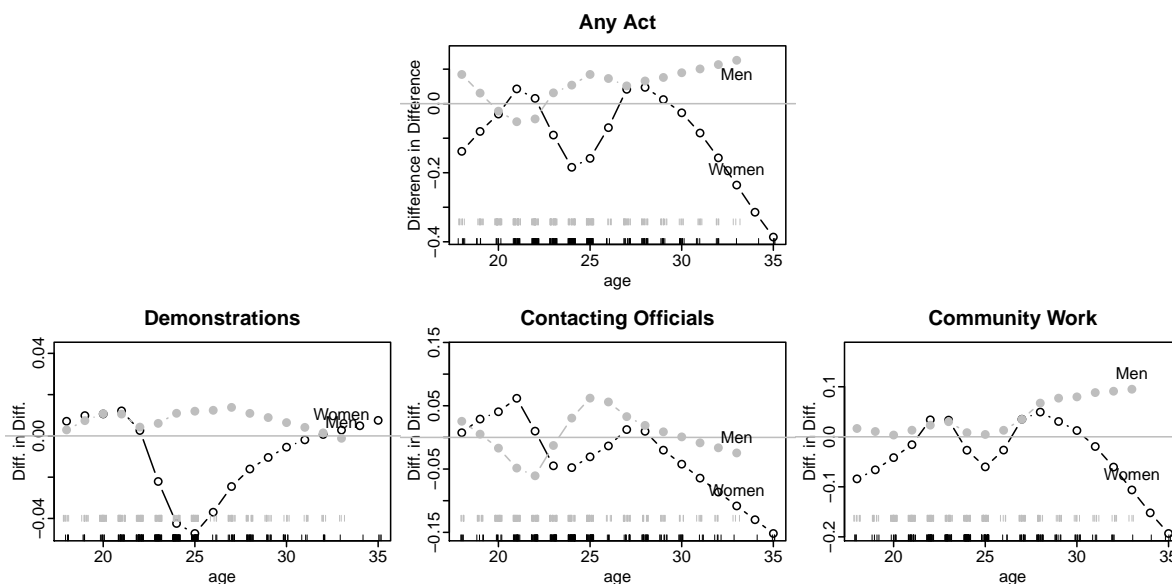 Any Act
Difference in Difference
0.0
−0.2
−0.4
Men
Women
20 25 30 35
age
Demonstrations
Diff. in Diff.
0.04
0.00
−0.04
Women
Men
20 25 30 35
age
Contacting Officials
Diff. in Diff.
0.15
0.05
−0.05
−0.15
Men
Women
20 25 30 35
age
Community Work
Diff. in Diff.
0.1
0.0
−0.1
−0.2
Men
Women
20 25 30 35
age